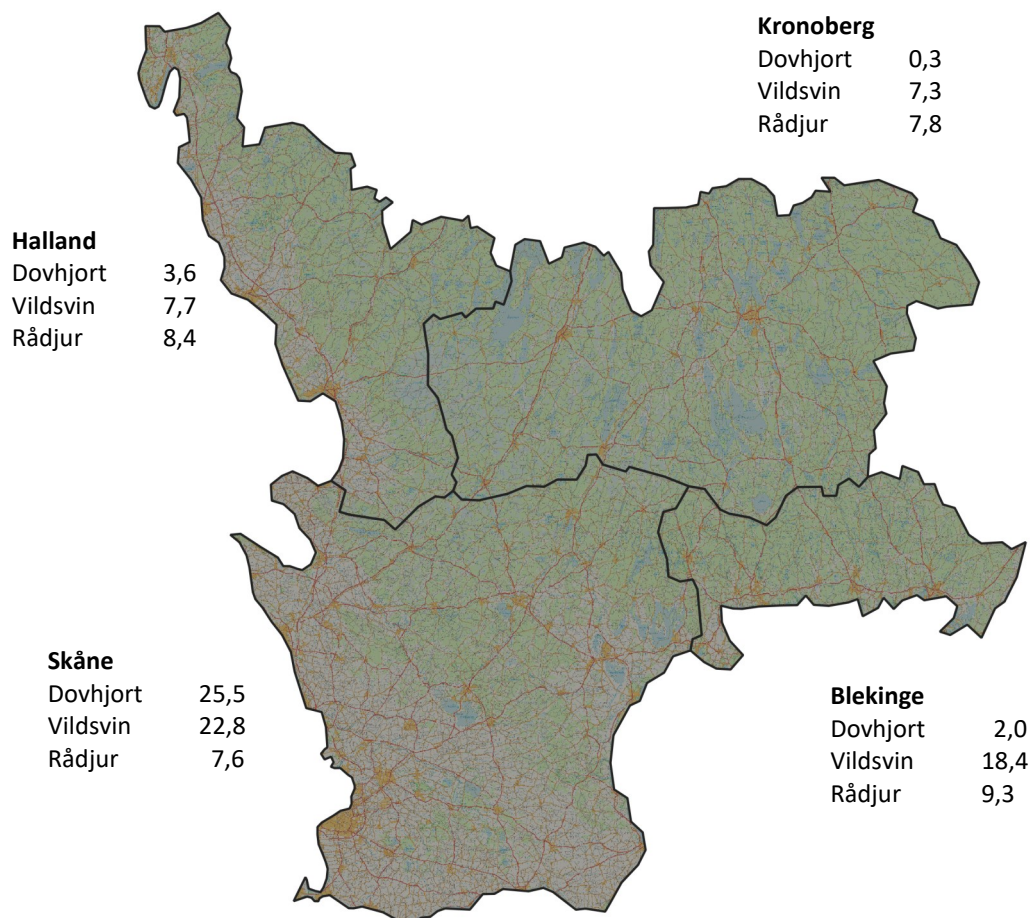 Kronoberg
Dovhjort 0,3
Vildsvin 7,3
Rådjur 7,8
Halland
Dovhjort 3,6
Vildsvin 7,7
Rådjur 8,4
Skåne
Dovhjort 25,5
Vildsvin 22,8
Rådjur 7,6
Blekinge
Dovhjort 2,0
Vildsvin 18,4
Rådjur 9,3